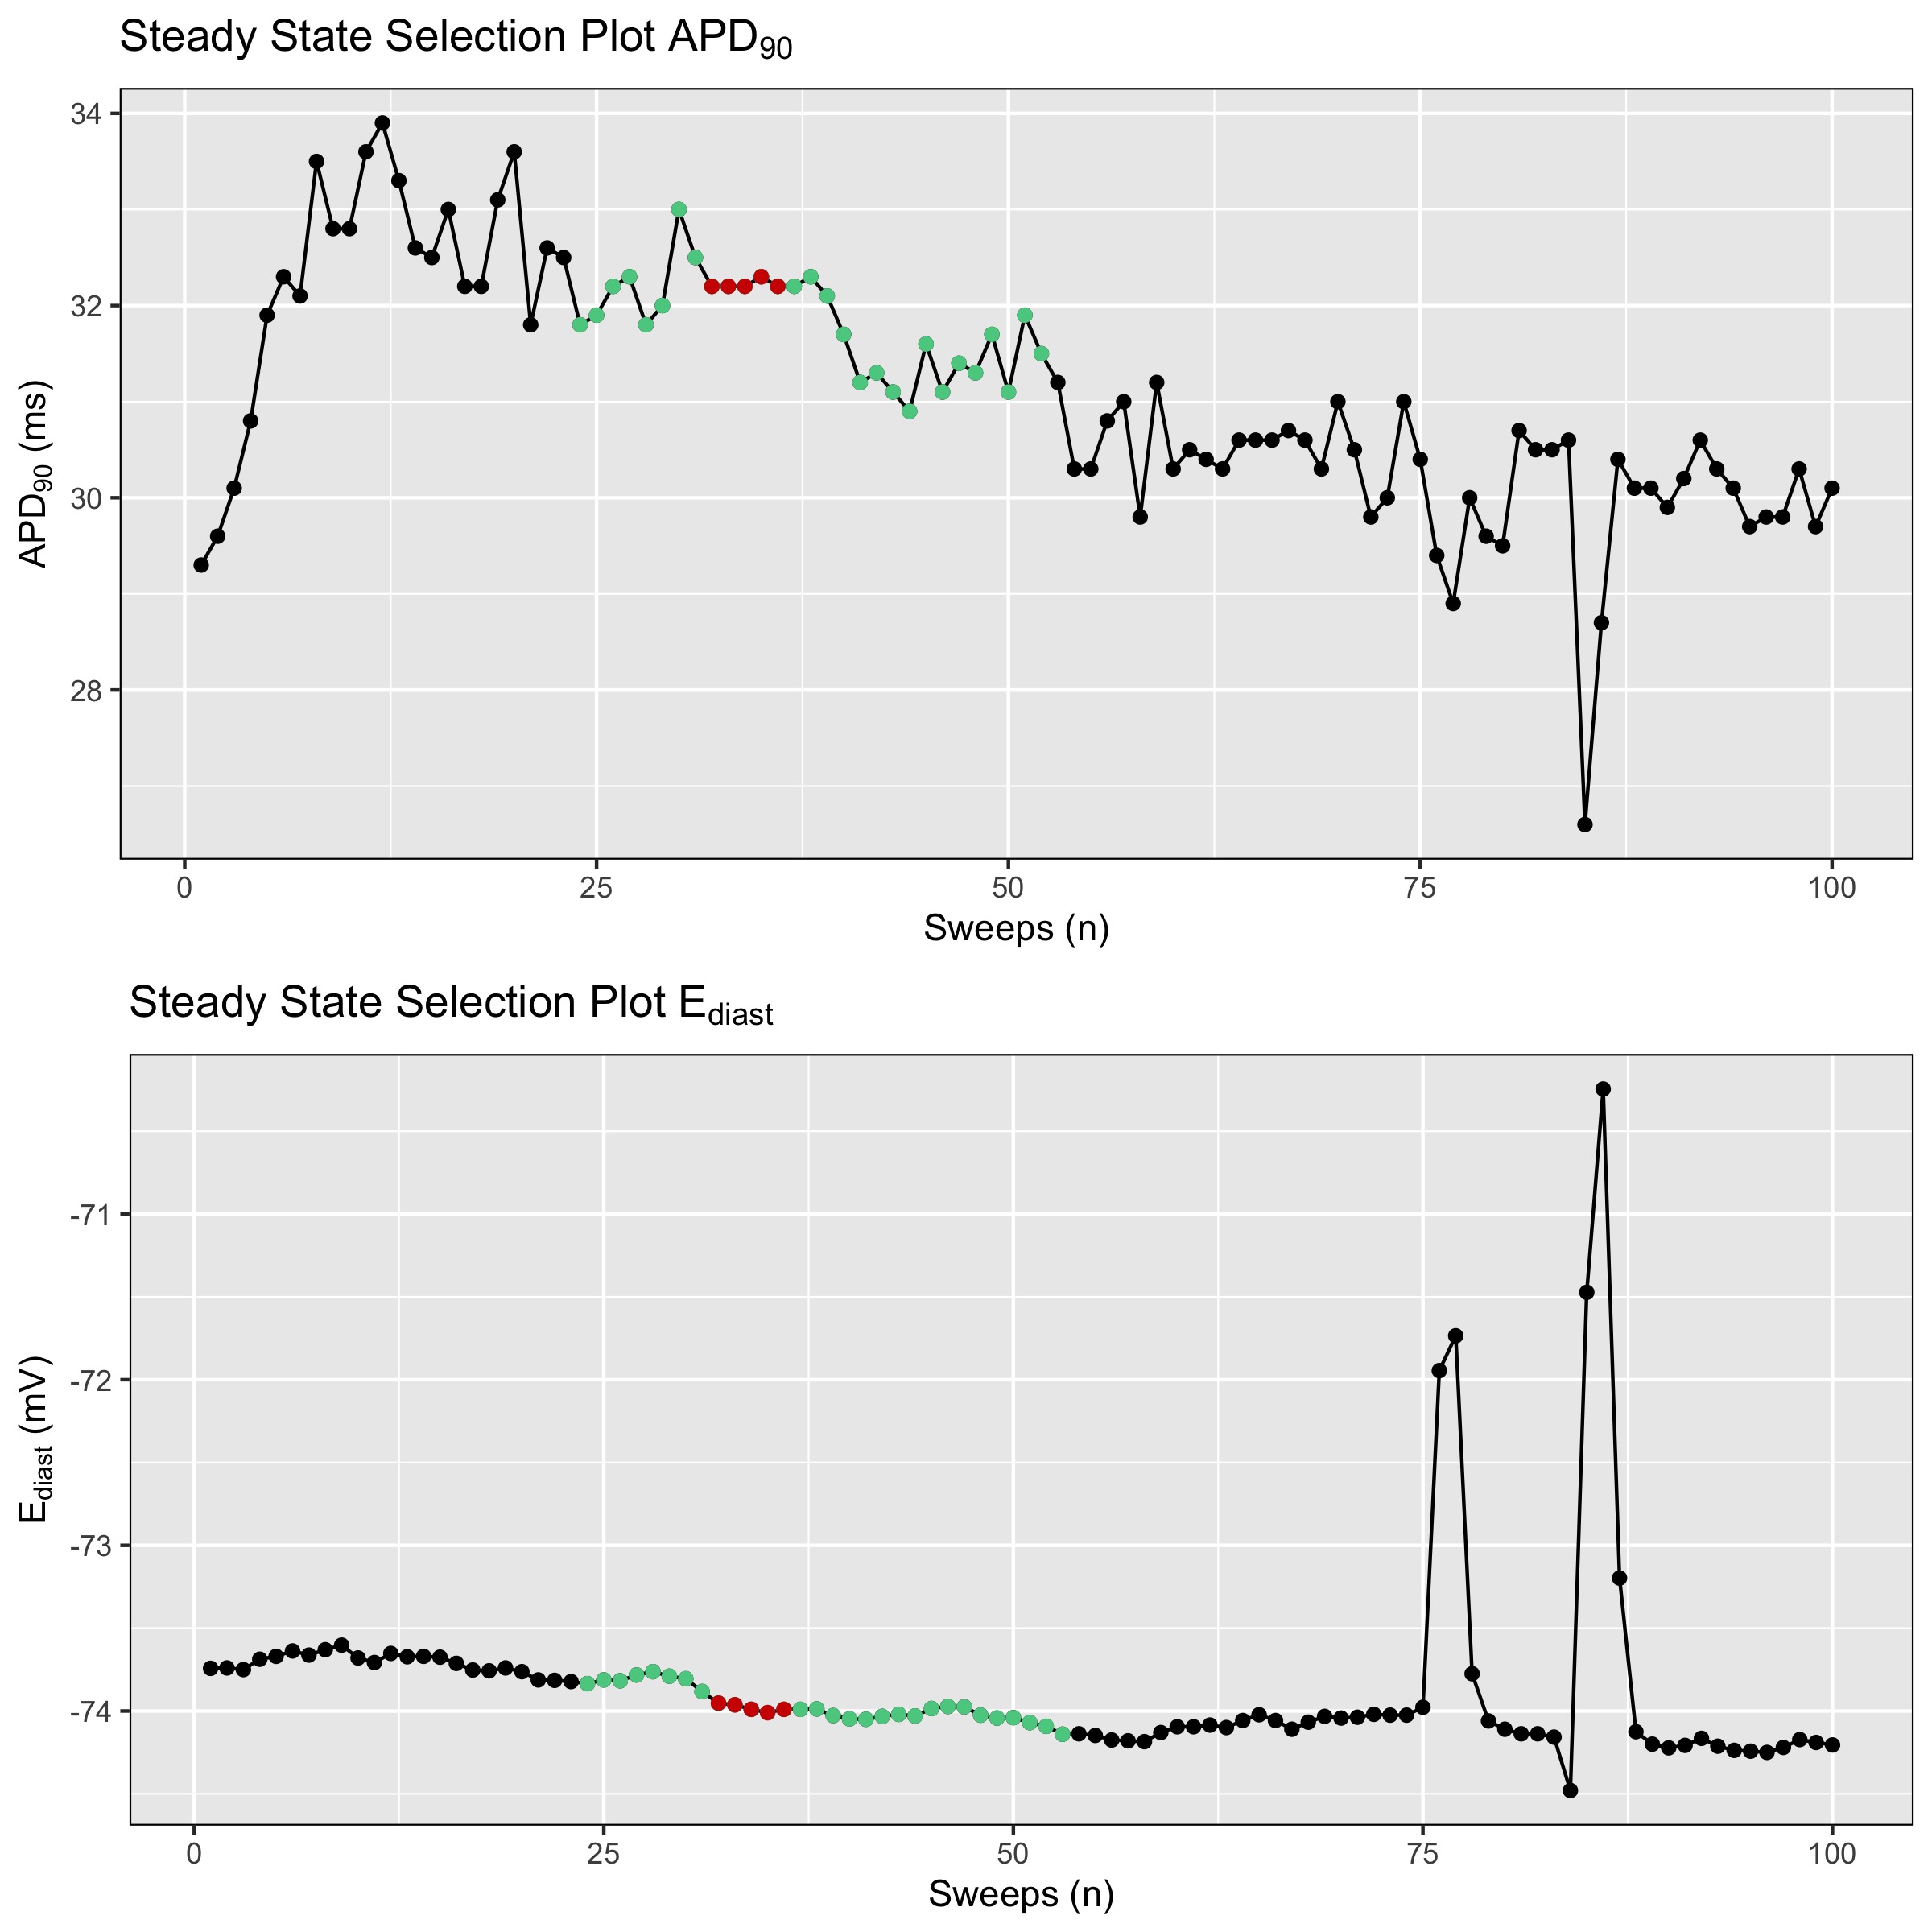 Steady State Selection Plot APD90
34
32
30
28
APD90 (ms)
0 25 50 75 100
Sweeps (n)
Steady State Selection Plot Ediast
-71
-72
-73
-74
Ediast (mV)
0 25 50 75 100
Sweeps (n)